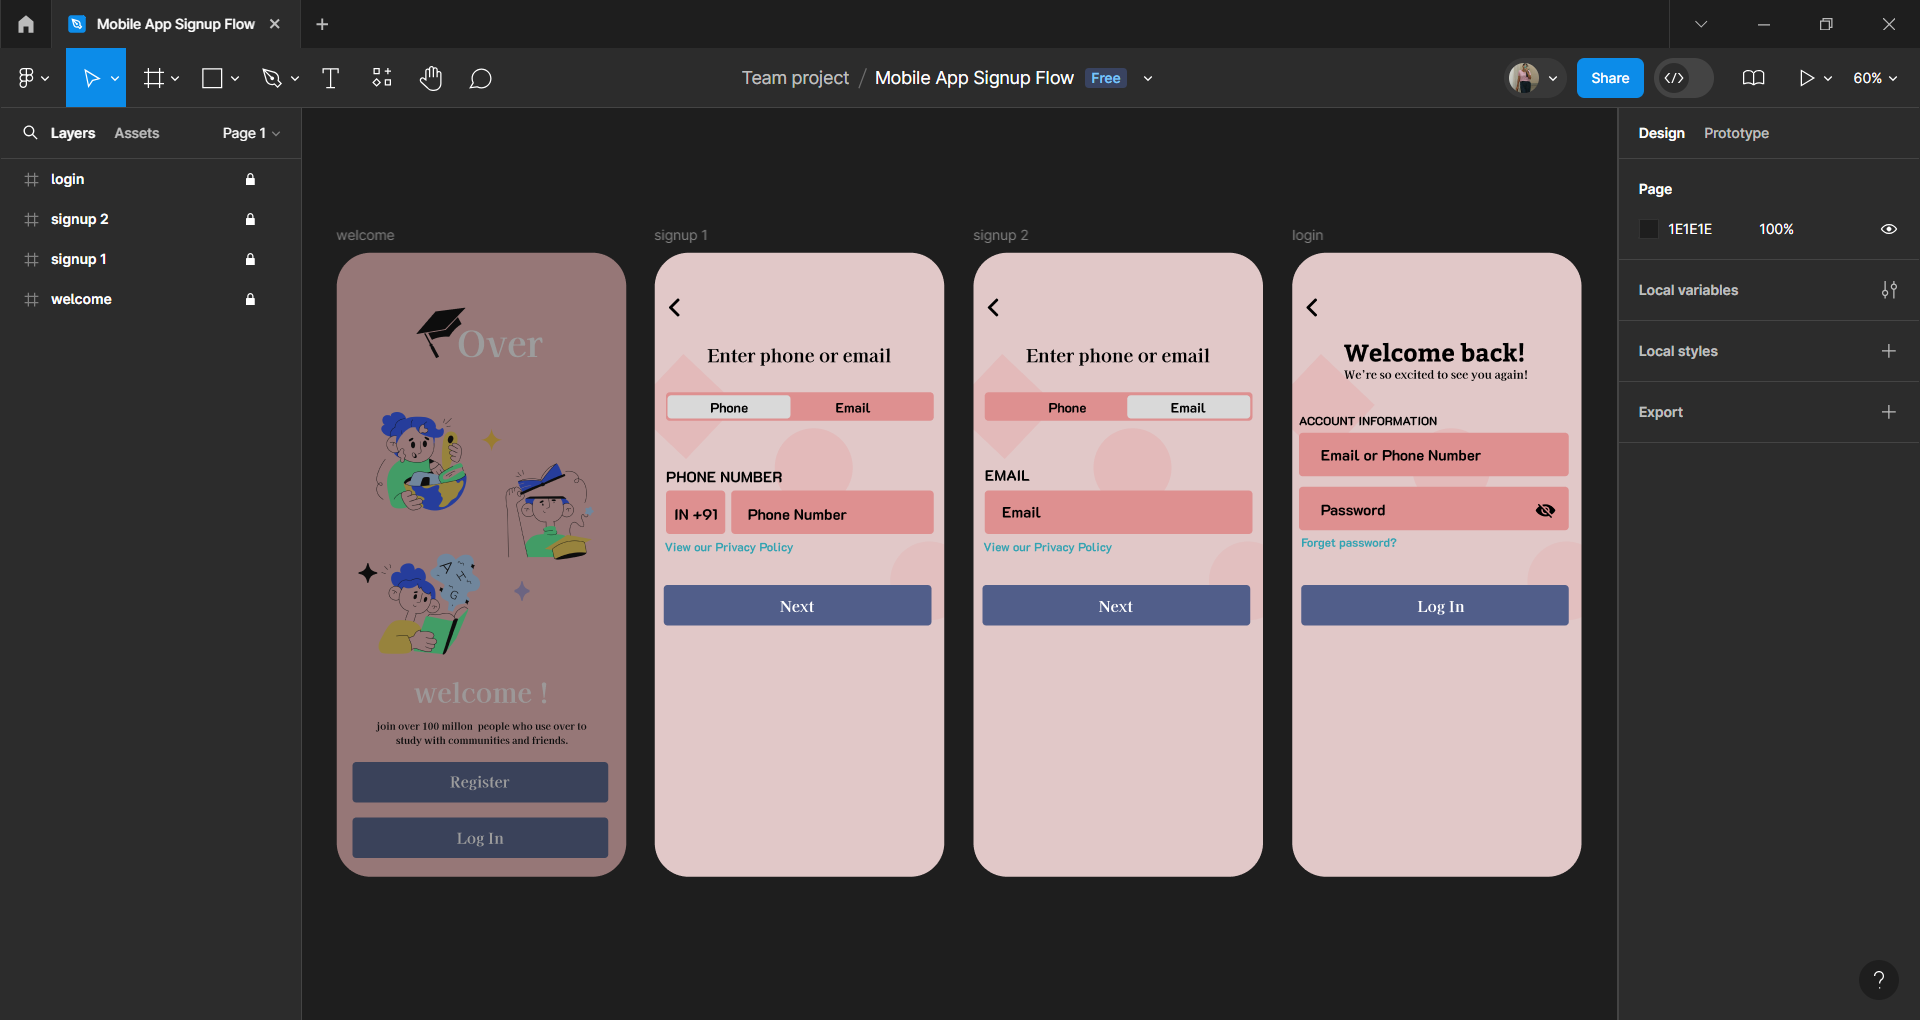 Mobile App Signup Flow
Team project / Mobile App Signup Flow Free
Share
60%
Layers Assets Page 1
login
signup 2
signup 1
welcome
welcome
Over
A H
G
welcome !
join over 100 millon people who use over to
study with communities and friends.
Register
Log In
signup 1
Enter phone or email
Phone Email
PHONE NUMBER
IN +91 Phone Number
View our Privacy Policy
Next
signup 2
Enter phone or email
Phone Email
EMAIL
Email
View our Privacy Policy
Next
login
Welcome back!
We're so excited to see you again!
ACCOUNT INFORMATION
Email or Phone Number
Password
Forget password?
Log In
Design Prototype
Page
1E1E1E 100%
Local variables
Local styles
Export
?